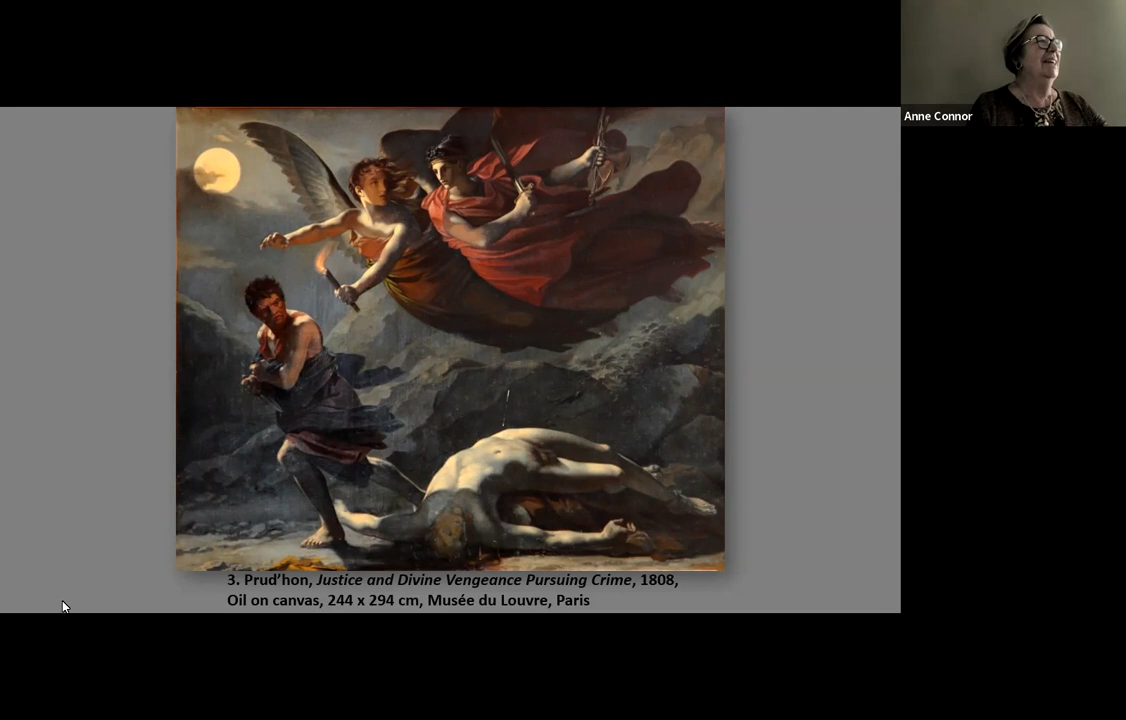 Anne Connor
3. Prud'hon, Justice and Divine Vengeance Pursuing Crime, 1808,
Oil on canvas, 244 x 294 cm, Musée du Louvre, Paris